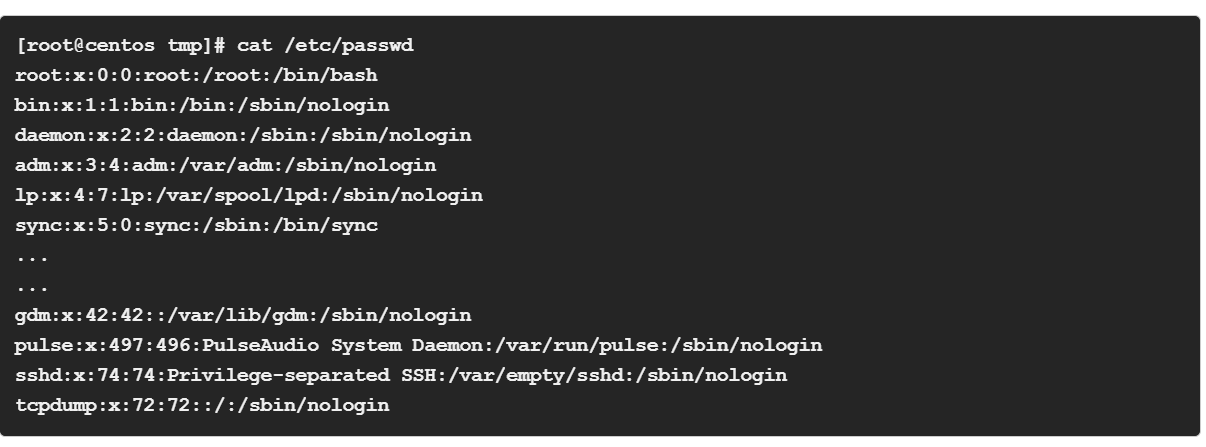 [root@centos tmp]# cat /etc/passwd
root:x:0:0:root:/root:/bin/bash
bin:x:1:1:bin:/bin:/sbin/nologin
daemon:x:2:2:daemon:/sbin:/sbin/nologin
adm:x:3:4:adm:/var/adm:/sbin/nologin
lp:x:4:7:lp:/var/spool/lpd:/sbin/nologin
sync:x:5:0:sync:/sbin:/bin/sync
...
...
gdm:x:42:42::/var/lib/gdm:/sbin/nologin
pulse:x:497:496:PulseAudio System Daemon:/var/run/pulse:/sbin/nologin
sshd:x:74:74:Privilege-separated SSH:/var/empty/sshd:/sbin/nologin
tcpdump:x:72:72::/:/sbin/nologin